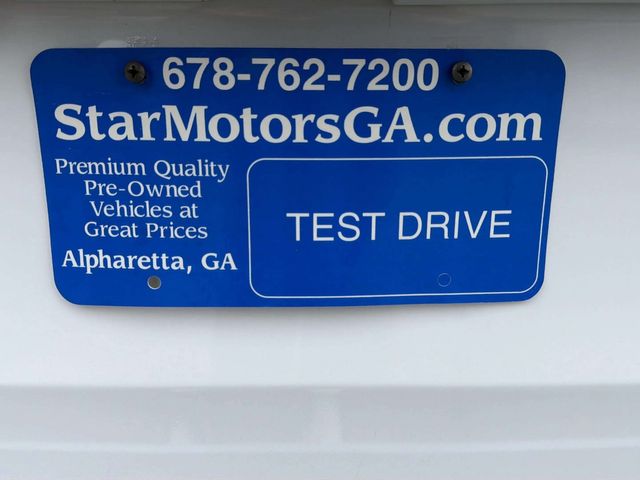 678-762-7200
StarMotorsGA.com
Premium Quality
Pre-Owned
Vehicles at
Great Prices
Alpharetta, GA
TEST DRIVE